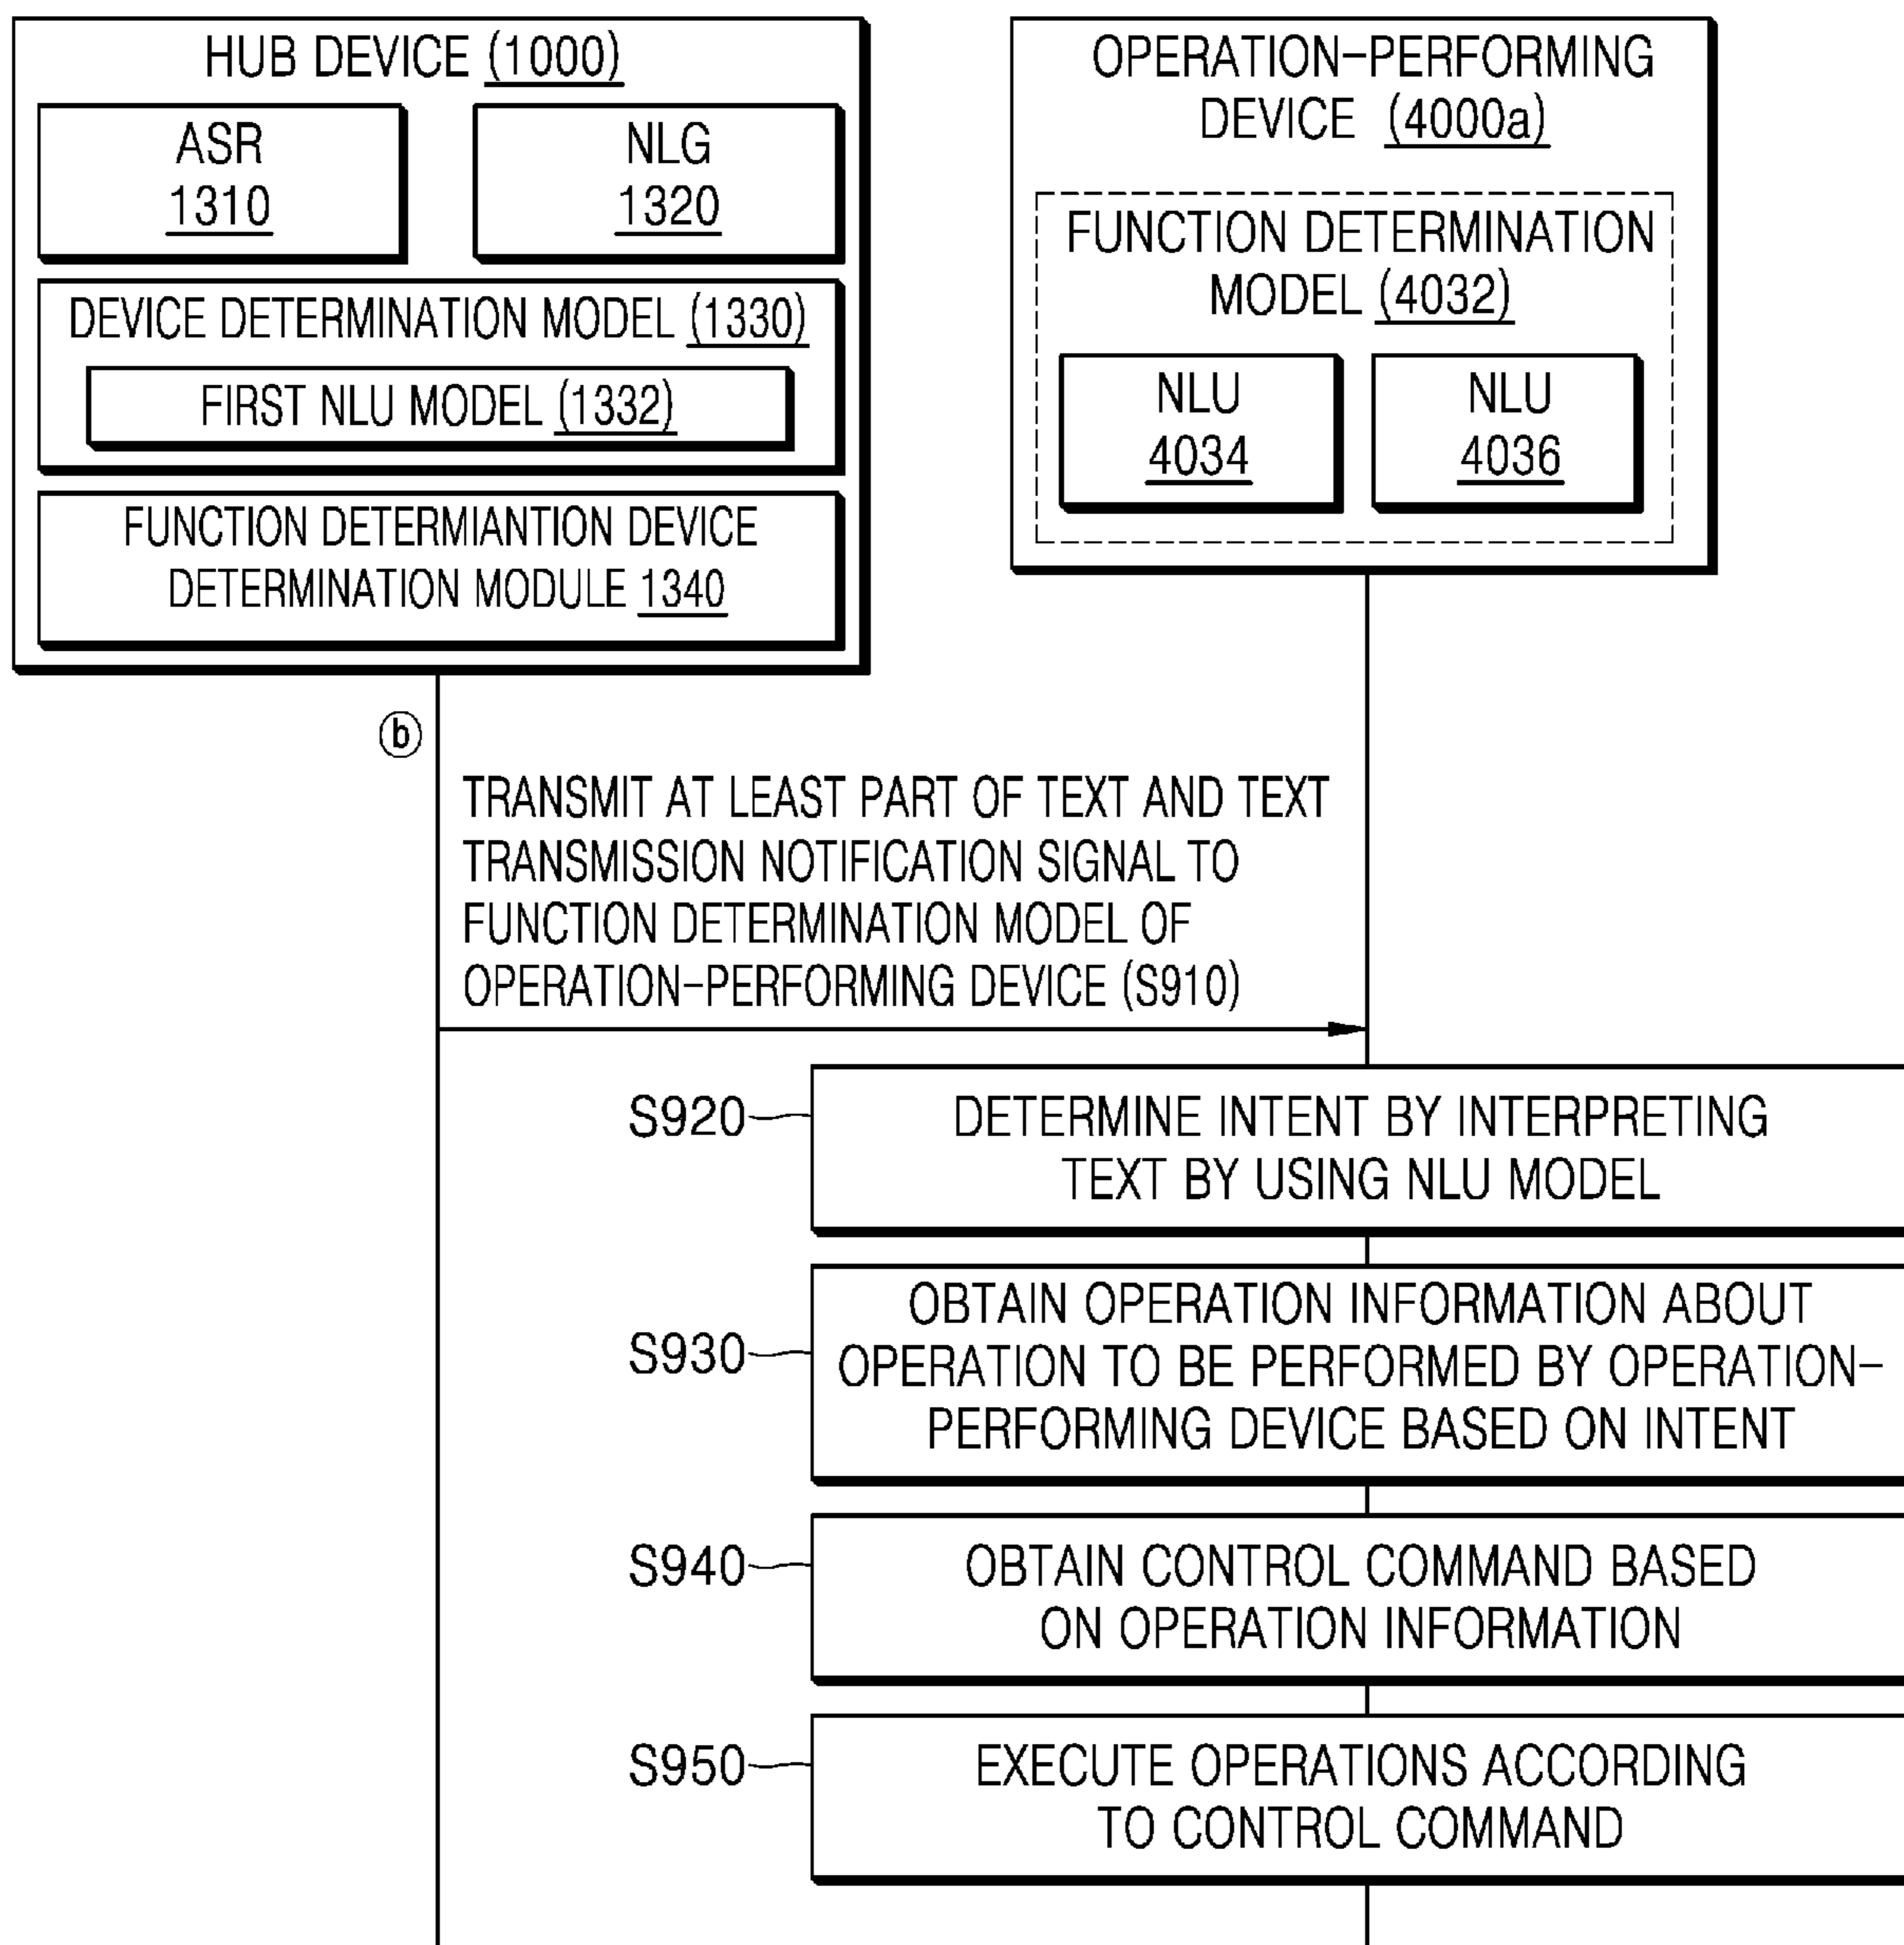 HUB DEVICE (1000)
ASR
1310
NLG
1320
DEVICE DETERMINATION MODEL (1330)
FIRST NLU MODEL (1332)
FUNCTION DETERMIANTION DEVICE
DETERMINATION MODULE 1340
OPERATION-PERFORMING
DEVICE (4000a)
FUNCTION DETERMINATION
MODEL (4032)
NLU
4034
NLU
4036
ⓑ
TRANSMIT AT LEAST PART OF TEXT AND TEXT
TRANSMISSION NOTIFICATION SIGNAL TO
FUNCTION DETERMINATION MODEL OF
OPERATION-PERFORMING DEVICE (S910)
S920
DETERMINE INTENT BY INTERPRETING
TEXT BY USING NLU MODEL
S930
OBTAIN OPERATION INFORMATION ABOUT
OPERATION TO BE PERFORMED BY OPERATION-
PERFORMING DEVICE BASED ON INTENT
S940
OBTAIN CONTROL COMMAND BASED
ON OPERATION INFORMATION
S950
EXECUTE OPERATIONS ACCORDING
TO CONTROL COMMAND